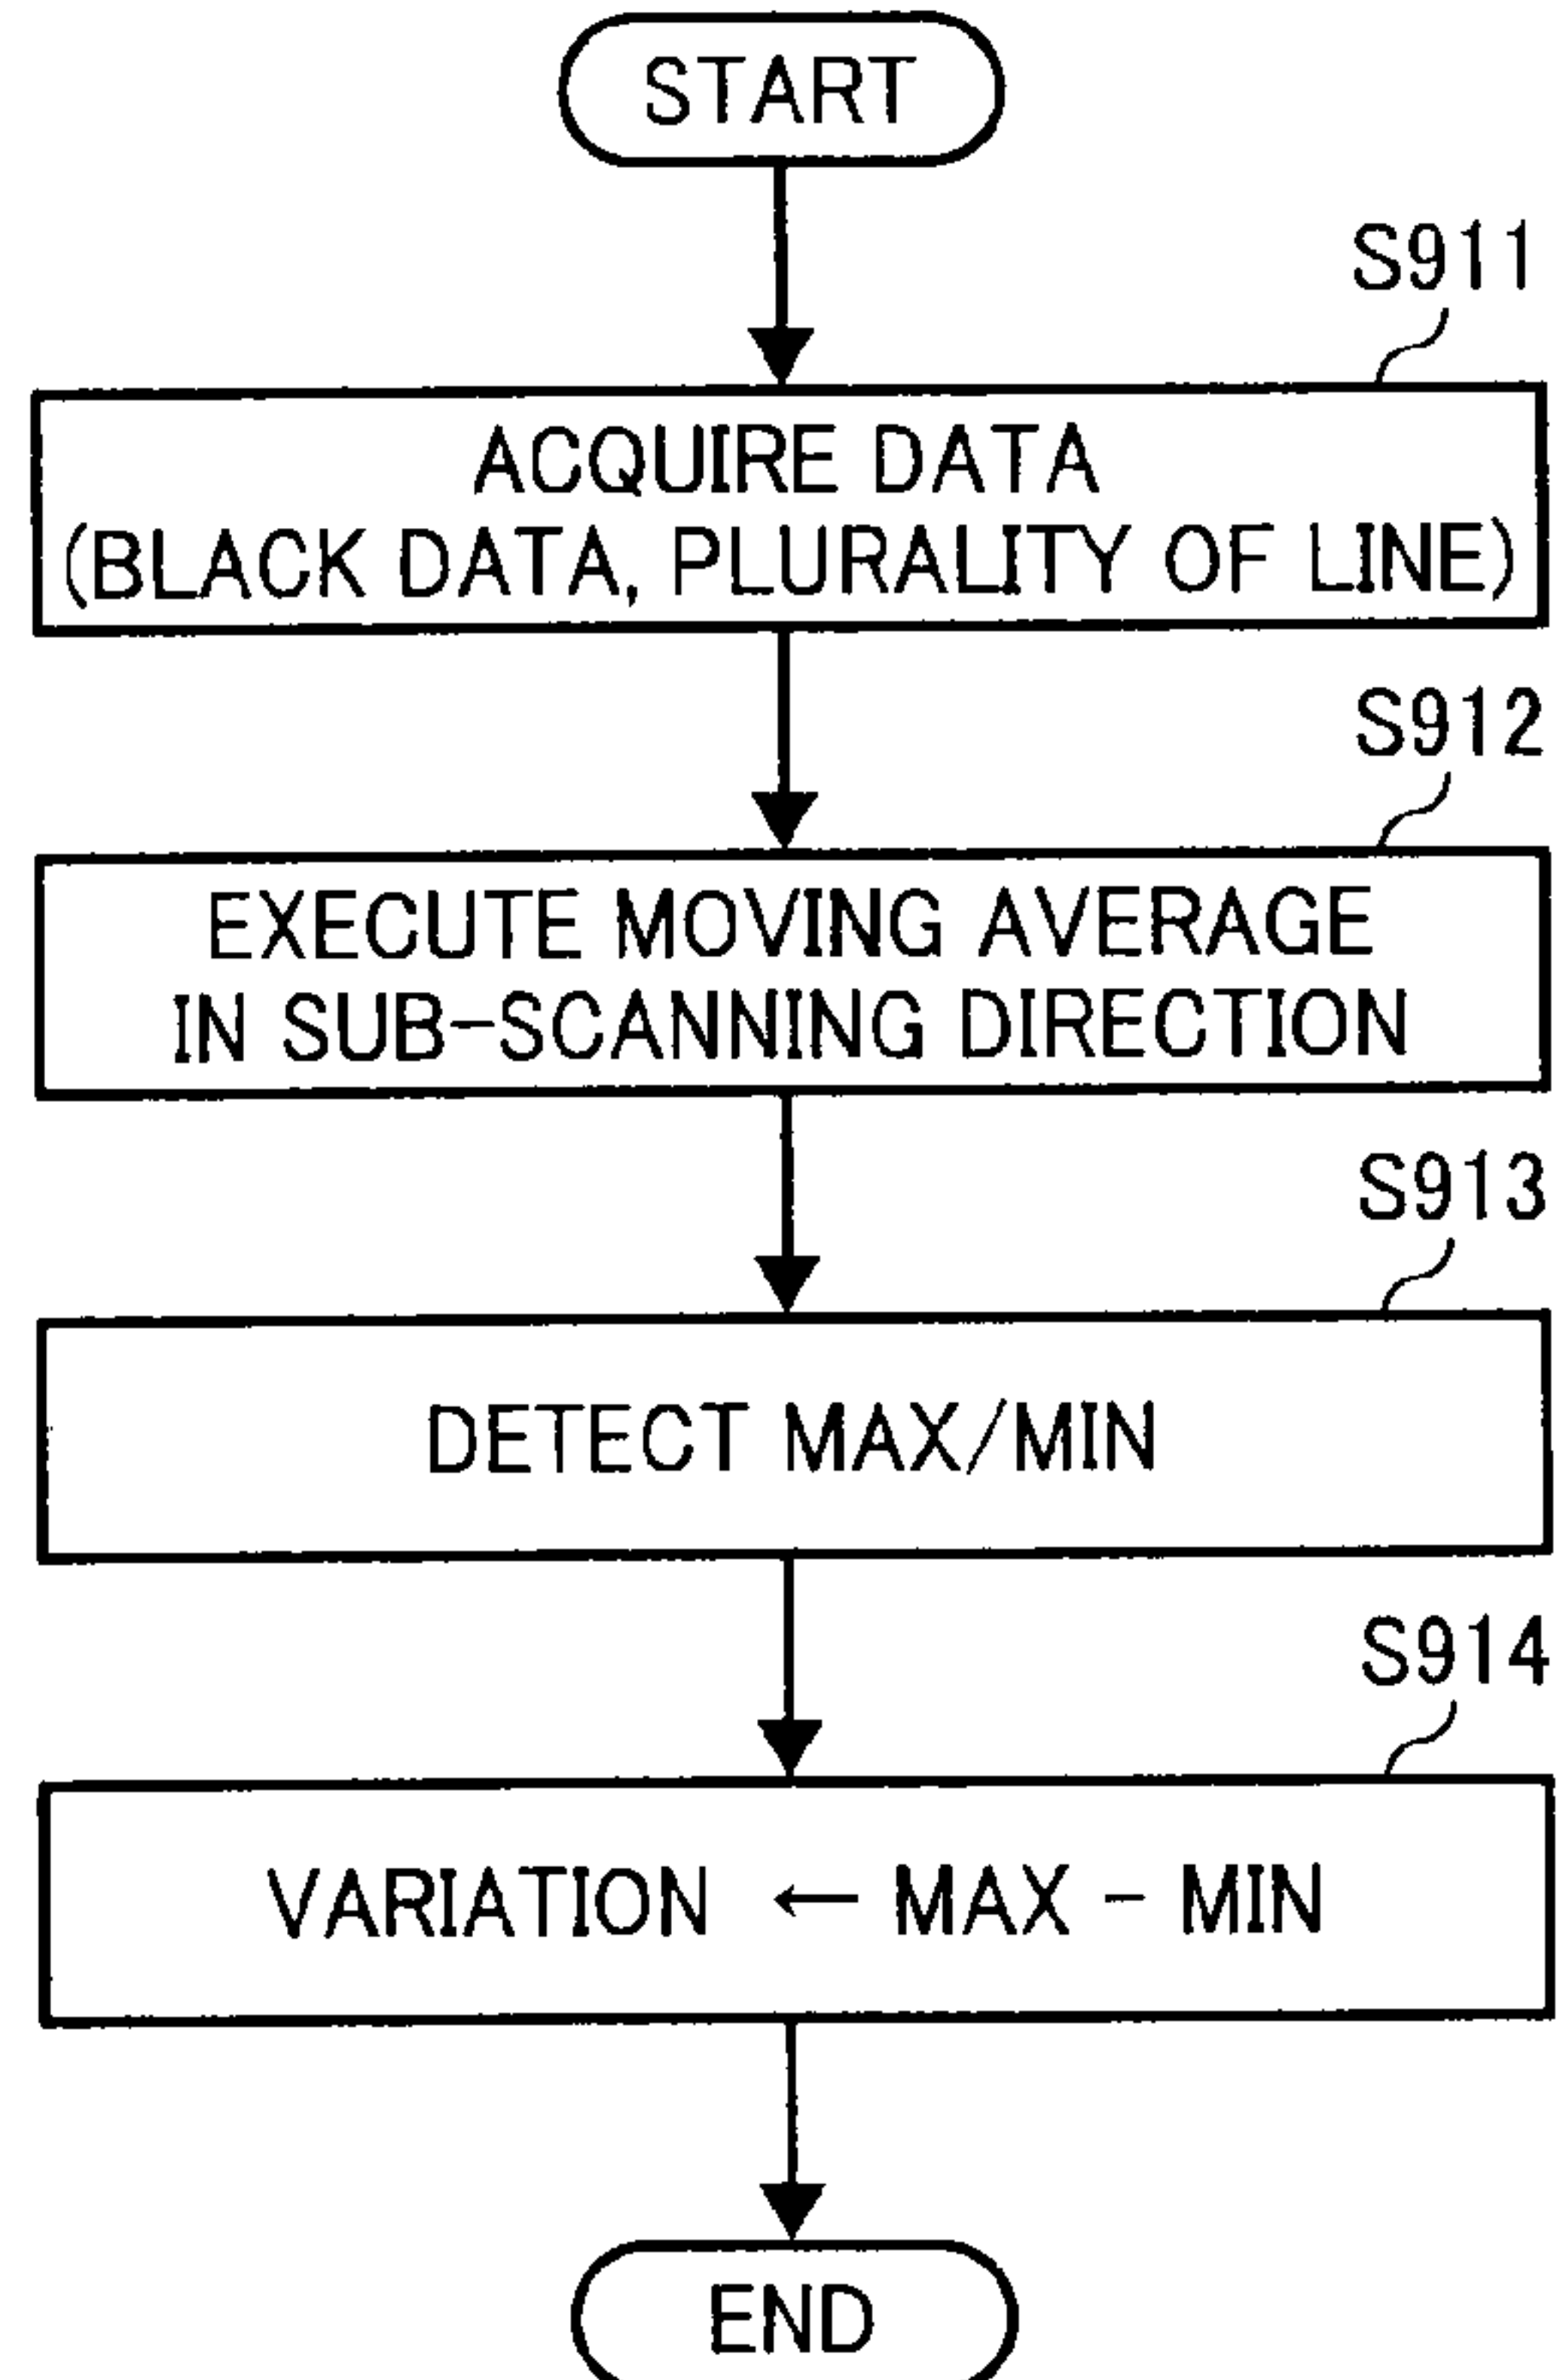 START
S911
ACQUIRE DATA
(BLACK DATA, PLURALITY OF LINE)
S912
EXECUTE MOVING AVERAGE
IN SUB-SCANNING DIRECTION
S913
DETECT MAX/MIN
S914
VARIATION ← MAX - MIN
END